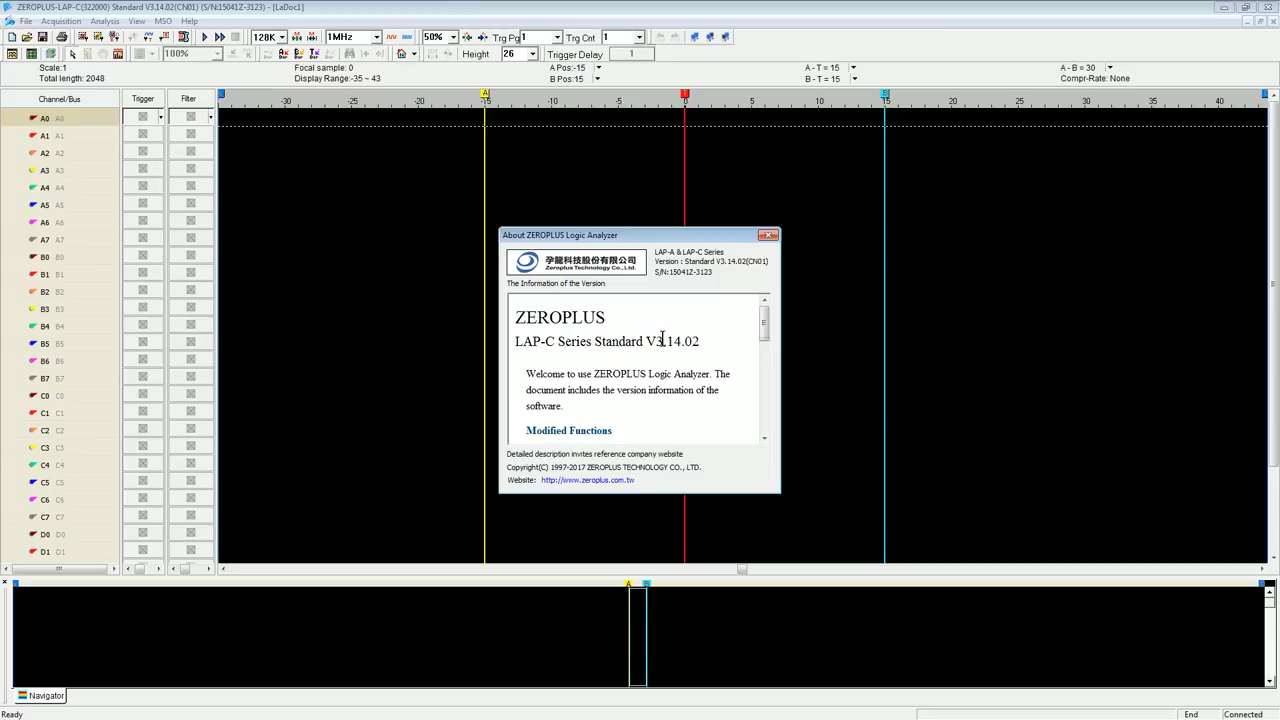 ZEROPLUS-LAP-C(322000) Standard V3.14.02(CN01) (S/N:15041Z-3123) - [LaDoc1]
File Acquisition Analysis View MSO Help
128K 1MHz 50% Trg Pg 1 Trg Cnt 1
100% Height 26 Trigger Delay 1
Scale:1 Focal sample: 0 A Pos:-15 A - T = 15 A - B = 30
Total length: 2048 Display Range:-35 ~ 43 B Pos:15 B - T = 15 Compr-Rate: None
Channel/Bus Trigger Filter A T B
-30 -25 -20 -15 -10 -5 0 5 10 15 20 25 30 35 40
A0 A0
A1 A1
A2 A2
A3 A3
A4 A4
A5 A5
A6 A6
A7 A7
B0 B0
B1 B1
B2 B2
B3 B3
B4 B4
B5 B5
B6 B6
B7 B7
C0 C0
C1 C1
C2 C2
C3 C3
C4 C4
C5 C5
C6 C6
C7 C7
D0 D0
D1 D1
About ZEROPLUS Logic Analyzer
孕龍科技股份有限公司
Zeroplus Technology Co., Ltd.
LAP-A & LAP-C Series
Version : Standard V3.14.02(CN01)
S/N:15041Z-3123
The Information of the Version
ZEROPLUS
LAP-C Series Standard V3.14.02
Welcome to use ZEROPLUS Logic Analyzer. The
document includes the version information of the
software.
Modified Functions
Detailed description invites reference company website
Copyright(C) 1997-2017 ZEROPLUS TECHNOLOGY CO., LTD.
Website: http://www.zeroplus.com.tw
A B
Navigator
Ready End Connected